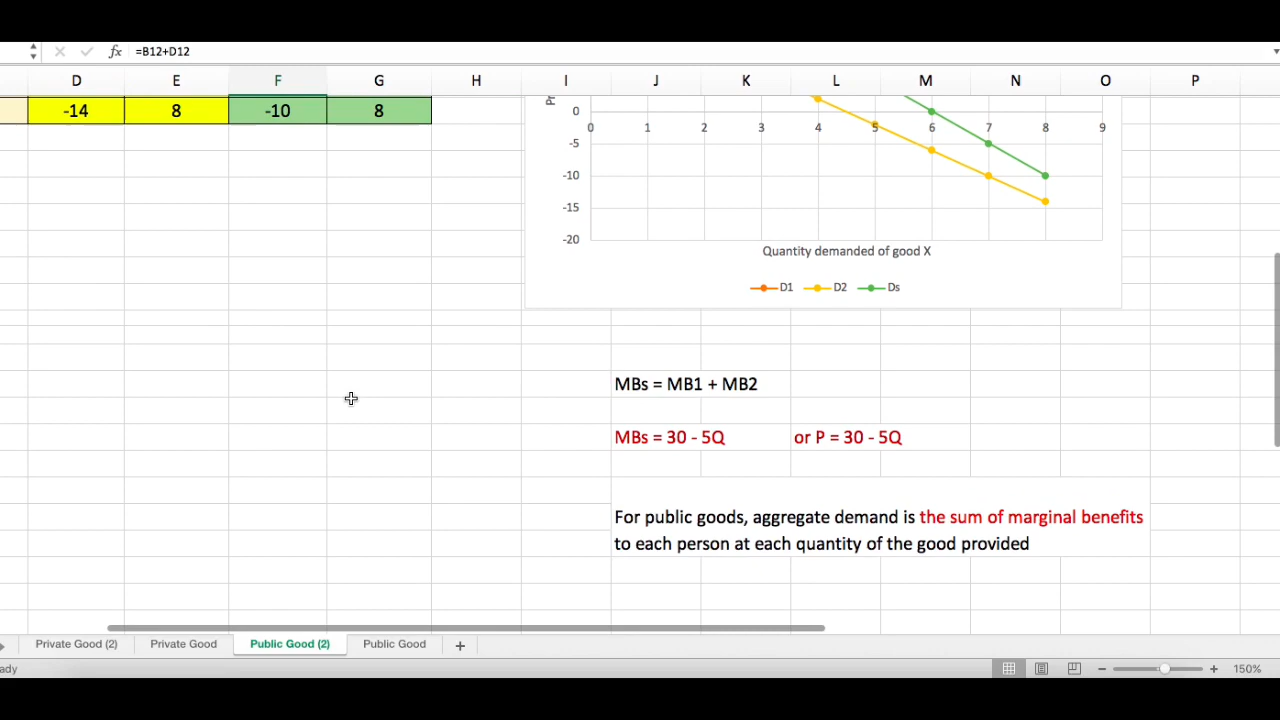 =B12+D12
D E F G H I J K L M N O P
-14 8 -10 8
0
0 1 2 3 4 5 6 7 8 9
-5
-10
-15
-20
Quantity demanded of good X
D1 D2 Ds
MBs = MB1 + MB2
MBs = 30 - 5Q or P = 30 - 5Q
For public goods, aggregate demand is the sum of marginal benefits
to each person at each quantity of the good provided
Private Good (2) Private Good Public Good (2) Public Good +
ady 150%